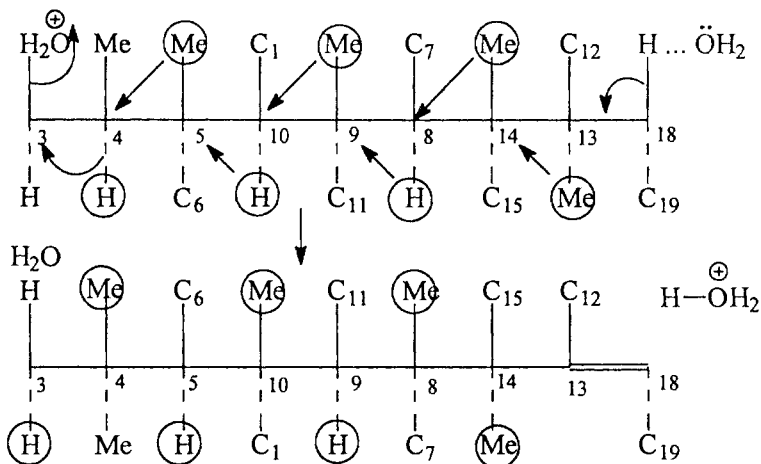 ⊕
H₂O Me Me C₁ Me C₇ Me C₁₂ H ... ÖH₂
3 4 5 10 9 8 14 13 18
H H C₆ H C₁₁ H C₁₅ Me C₁₉
H₂O ⊕
H Me C₆ Me C₁₁ Me C₁₅ C₁₂ H—OH₂
3 4 5 10 9 8 14 13 18
H Me H C₁ H C₇ Me C₁₉